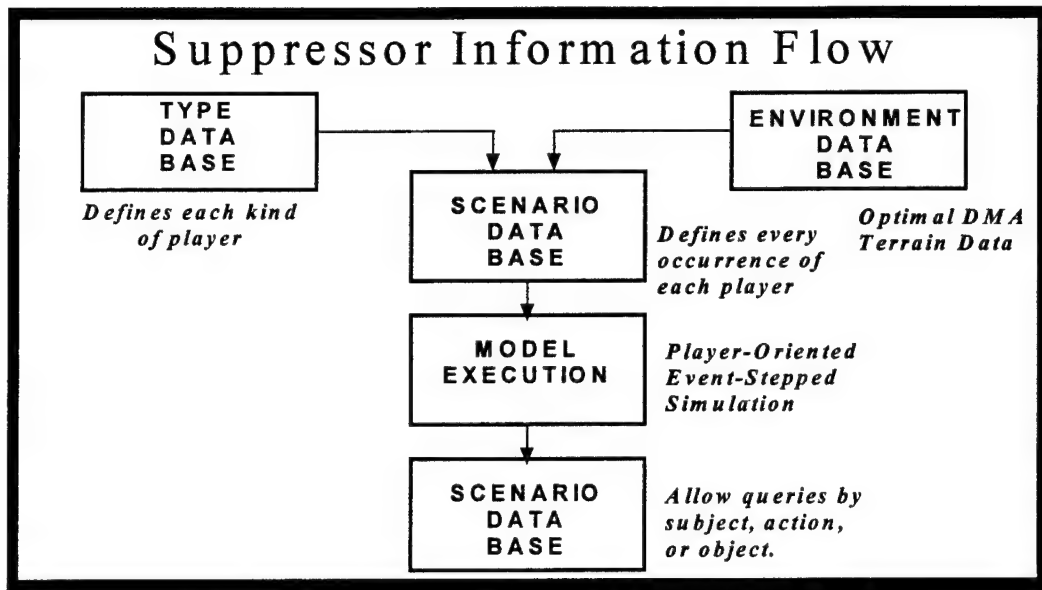 Suppressor Information Flow
TYPE
DATA
BASE
Defines each kind
of player
ENVIRONMENT
DATA
BASE
Optimal DMA
Terrain Data
SCENARIO
DATA
BASE
Defines every
occurrence of
each player
MODEL
EXECUTION
Player-Oriented
Event-Stepped
Simulation
SCENARIO
DATA
BASE
Allow queries by
subject, action,
or object.